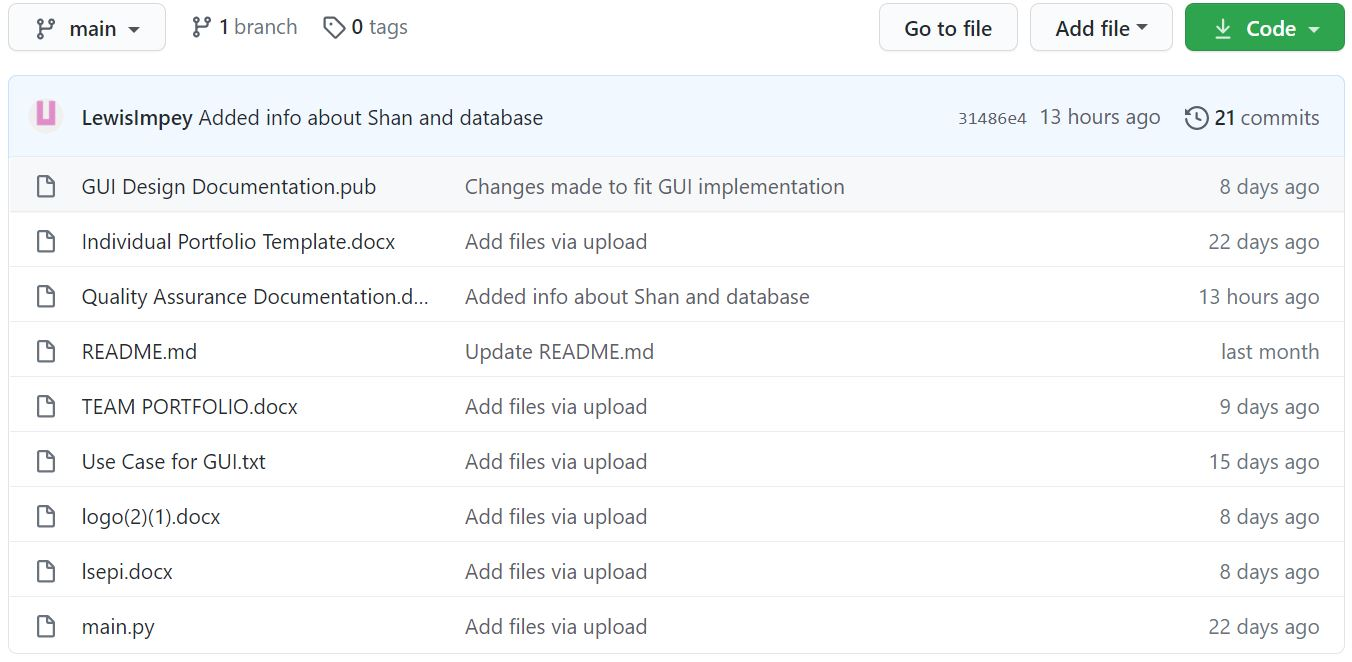 main 1 branch 0 tags Go to file Add file Code
LewisImpey Added info about Shan and database 31486e4 13 hours ago 21 commits
GUI Design Documentation.pub Changes made to fit GUI implementation 8 days ago
Individual Portfolio Template.docx Add files via upload 22 days ago
Quality Assurance Documentation.d... Added info about Shan and database 13 hours ago
README.md Update README.md last month
TEAM PORTFOLIO.docx Add files via upload 9 days ago
Use Case for GUI.txt Add files via upload 15 days ago
logo(2)(1).docx Add files via upload 8 days ago
lsepi.docx Add files via upload 8 days ago
main.py Add files via upload 22 days ago